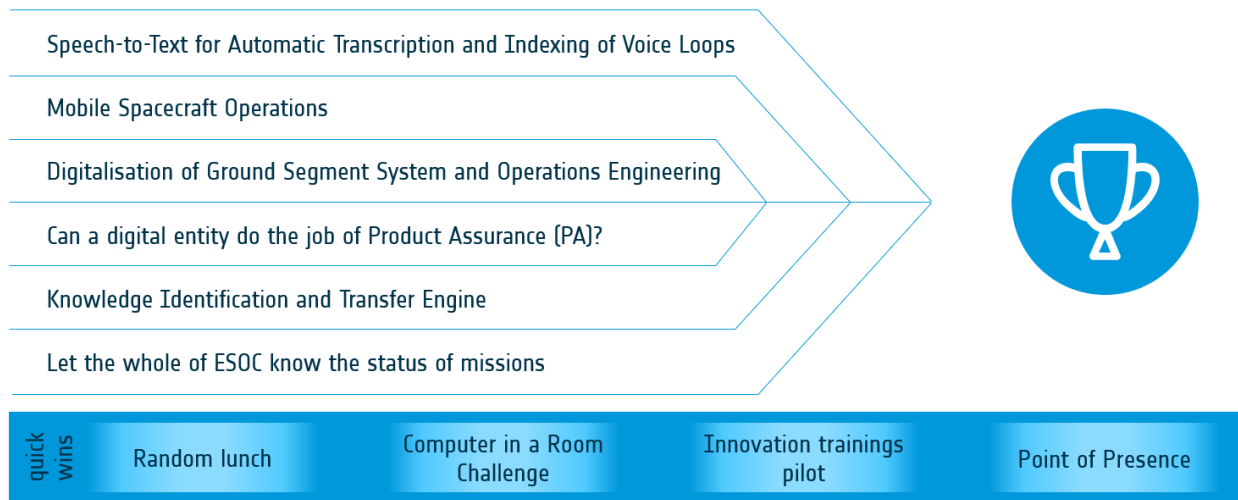 Speech-to-Text for Automatic Transcription and Indexing of Voice Loops
Mobile Spacecraft Operations
Digitalisation of Ground Segment System and Operations Engineering
Can a digital entity do the job of Product Assurance (PA)?
Knowledge Identification and Transfer Engine
Let the whole of ESOC know the status of missions
quick
wins
Random lunch
Computer in a Room
Challenge
Innovation trainings
pilot
Point of Presence